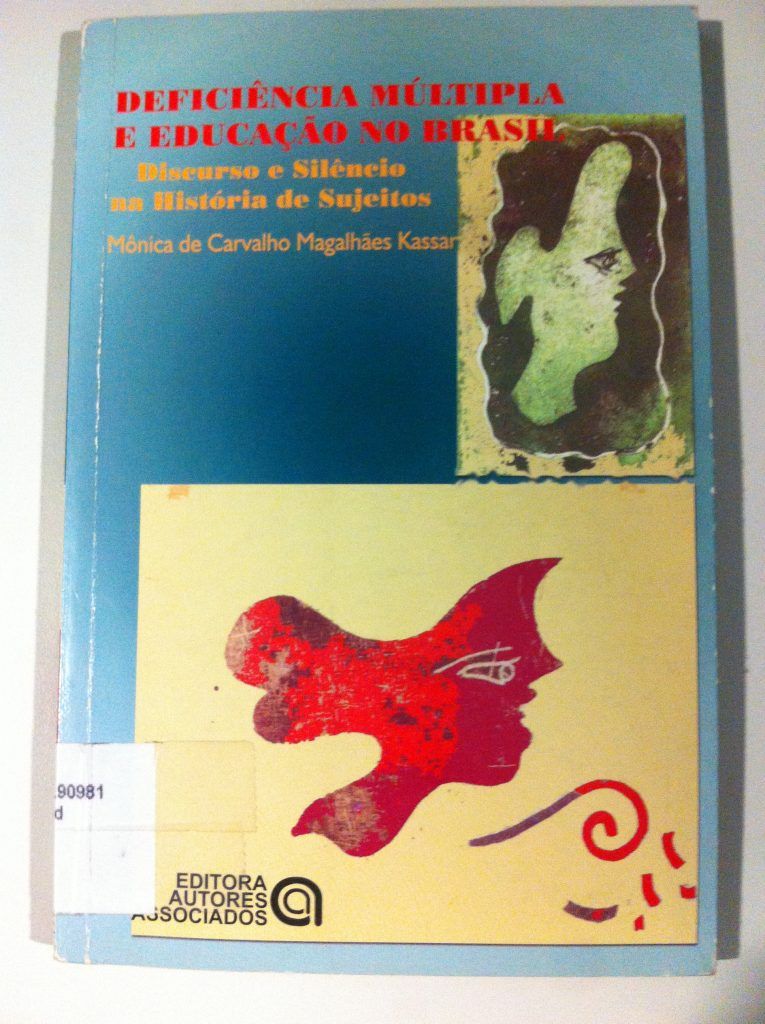 DEFICIÊNCIA MÚLTIPLA
E EDUCAÇÃO NO BRASIL
Discurso e Silêncio
na História de Sujeitos
Mônica de Carvalho Magalhães Kassar
.90981
d
EDITORA
AUTORES
ASSOCIADOS